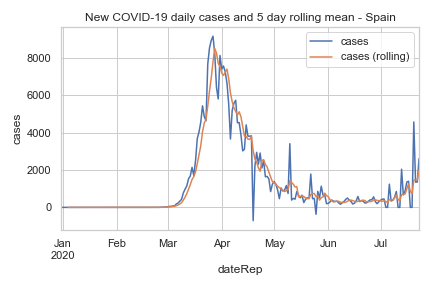 New COVID-19 daily cases and 5 day rolling mean - Spain
cases
cases (rolling)
cases
8000
6000
4000
2000
0
Jan Feb Mar Apr May Jun Jul
2020
dateRep